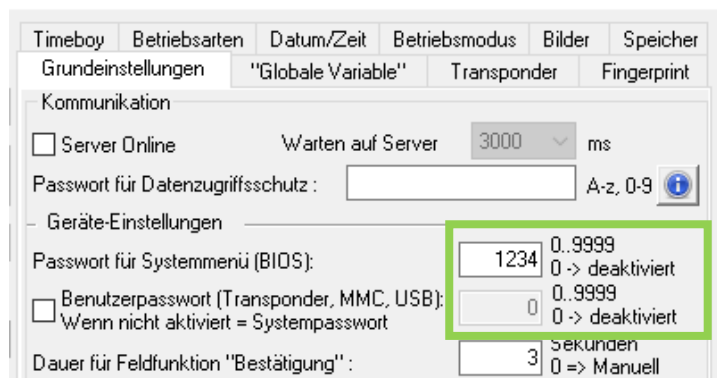 Timeboy Betriebsarten Datum/Zeit Betriebsmodus Bilder Speicher
Grundeinstellungen "Globale Variable" Transponder Fingerprint
Kommunikation
Server Online Warten auf Server 3000 ms
Passwort für Datenzugriffsschutz : A-z, 0-9
Geräte-Einstellungen
Passwort für Systemmenü (BIOS): 1234 0..9999
0 -> deaktiviert
Benutzerpasswort (Transponder, MMC, USB): 0 0..9999
Wenn nicht aktiviert = Systempasswort 0 -> deaktiviert
Dauer für Feldfunktion "Bestätigung" : 3 Sekunden
0 => Manuell